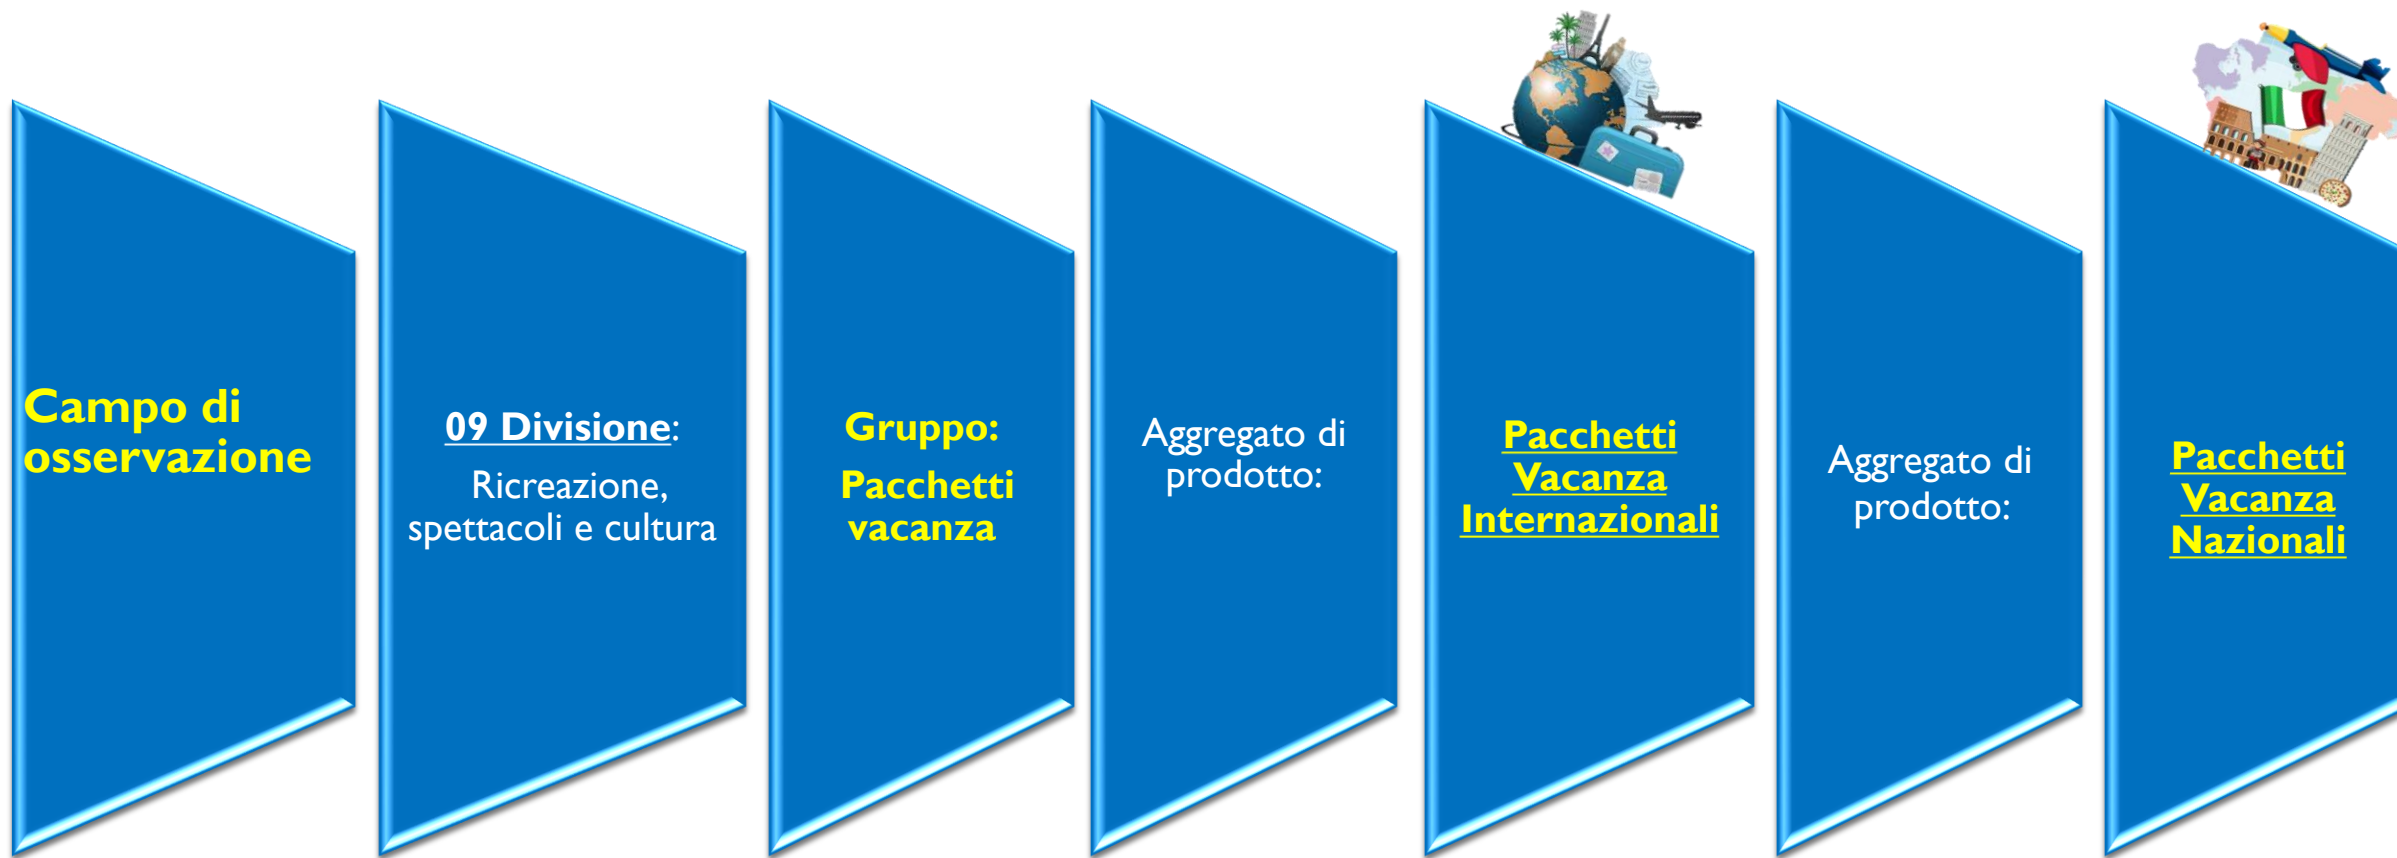 Campo di
osservazione
09 Divisione:
Ricreazione,
spettacoli e cultura
Gruppo:
Pacchetti
vacanza
Aggregato di
prodotto:
Pacchetti
Vacanza
Internazionali
Aggregato di
prodotto:
Pacchetti
Vacanza
Nazionali